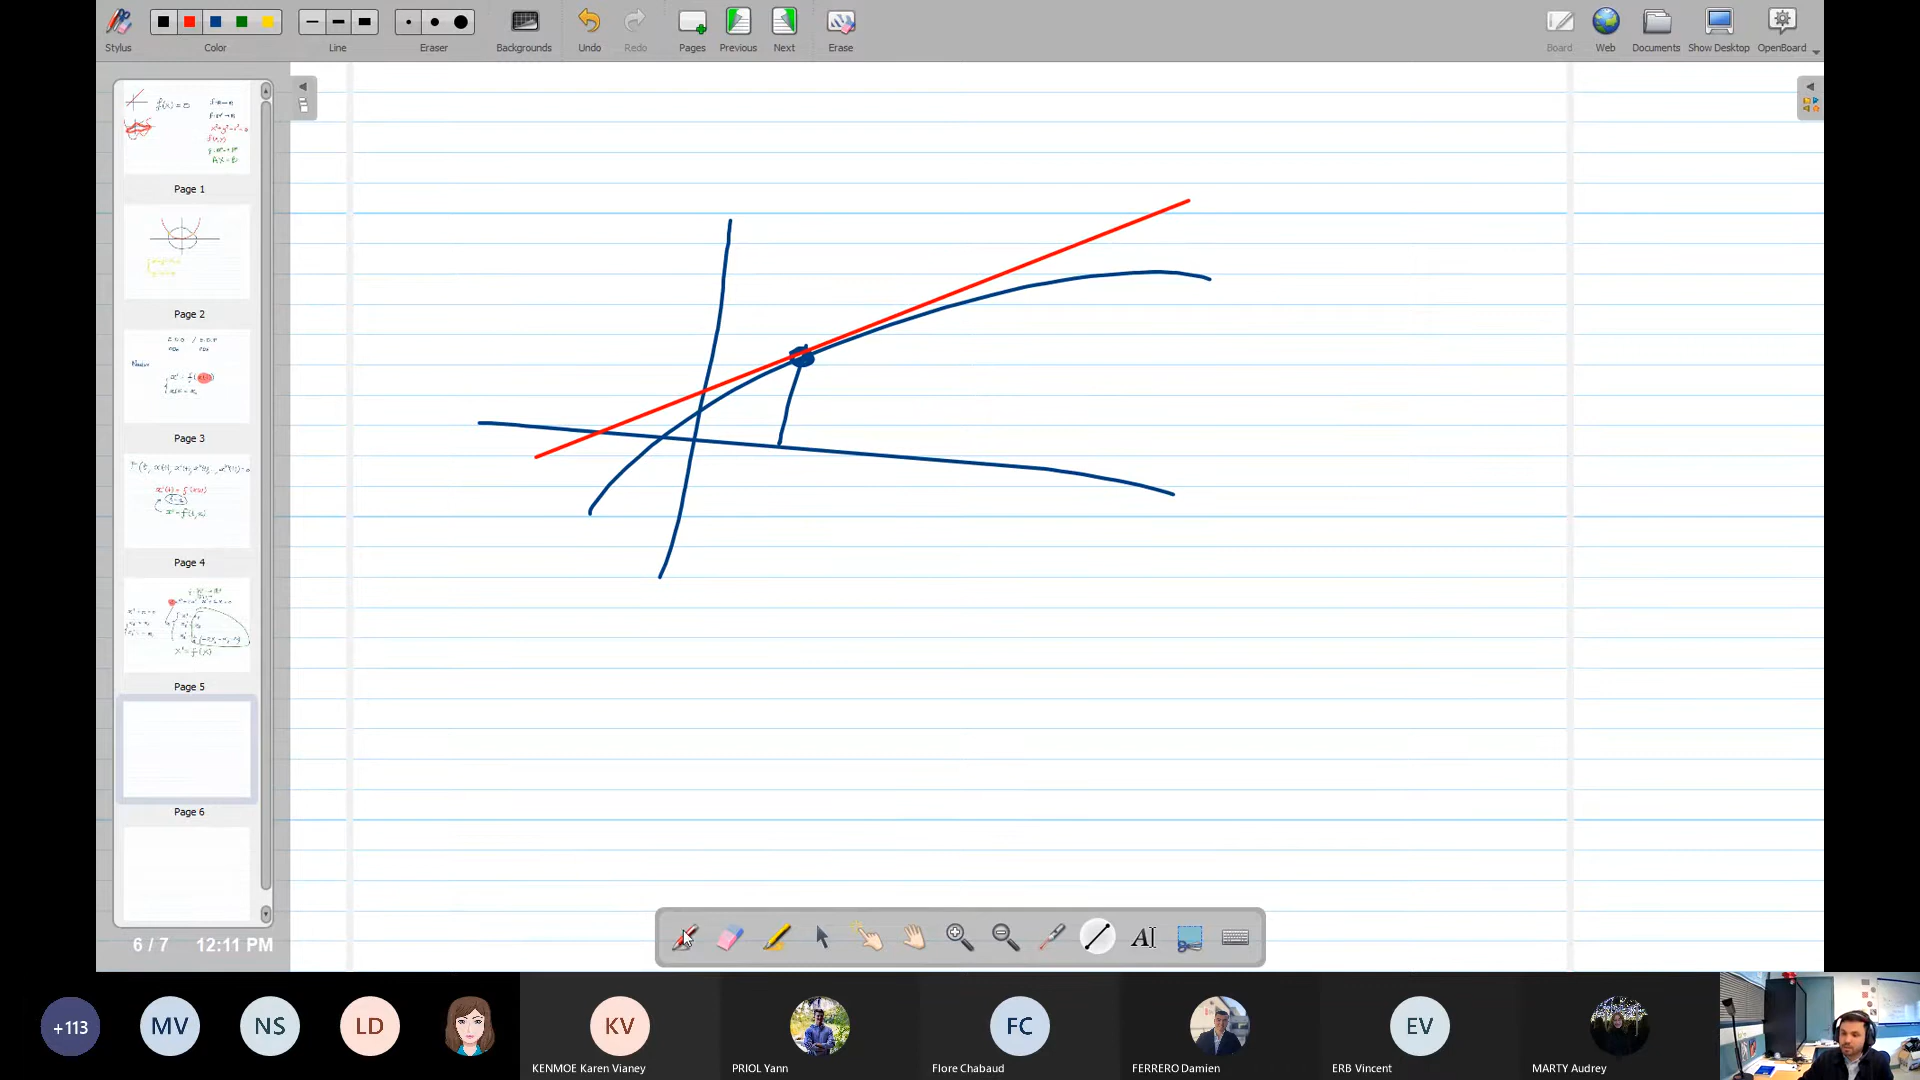 Stylus
Color
Line
Eraser
Backgrounds
Undo
Redo
Pages
Previous
Next
Erase
Board
Web
Documents
Show Desktop
OpenBoard
f(x) = 0
Page 1
Page 2
Page 3
Page 4
Page 5
Page 6
6 / 7 12:11 PM
A
+113
MV
NS
LD
KV
KENMOE Karen Vianey
PRIOL Yann
FC
Flore Chabaud
FERRERO Damien
EV
ERB Vincent
MARTY Audrey